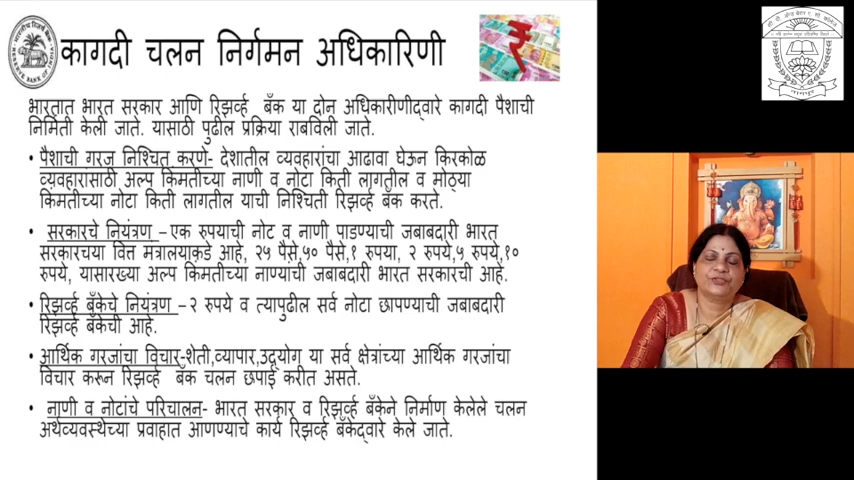 कागदी चलन निर्गमन अधिकारिणी
भारतात भारत सरकार आणि रिझर्व्ह बँक या दोन अधिकारीणीद्वारे कागदी पैशाची
निर्मिती केली जाते. यासाठी पुढील प्रक्रिया राबविली जाते.
• पैशाची गरज निश्चित करणे- देशातील व्यवहारांचा आढावा घेऊन किरकोळ
व्यवहारांसाठी अल्प किंमतीच्या नाणी व नोटा किती लागतील व मोठ्या
किंमतीच्या नोटा किती लागतील याची निश्चिती रिझर्व्ह बँक करते.
• सरकारचे नियंत्रण – एक रुपयाची नोट व नाणी पाडण्याची जबाबदारी भारत
सरकारच्या वित्त मंत्रालयाकडे आहे, २५ पैसे,५० पैसे,१ रुपया, २ रुपये,५ रुपये,१०
रुपये, यासारख्या अल्प किंमतीच्या नाण्यांची जबाबदारी भारत सरकारची आहे.
• रिझर्व्ह बँकेचे नियंत्रण – २ रुपये व त्यापुढील सर्व नोटा छापण्याची जबाबदारी
रिझर्व्ह बँकेची आहे.
• आर्थिक गरजांचा विचार-शेती,व्यापार,उद्योग या सर्व क्षेत्रांच्या आर्थिक गरजांचा
विचार करून रिझर्व्ह बँक चलन छपाई करीत असते.
• नाणी व नोटांचे परिचालन- भारत सरकार व रिझर्व्ह बँकेने निर्माण केलेले चलन
अर्थव्यवस्थेच्या प्रवाहात आणण्याचे कार्य रिझर्व्ह बँकेद्वारे केले जाते.
नागपुर